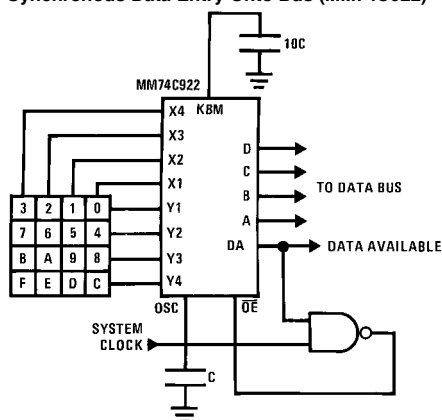 Synchronous Data Entry Onto Bus (MM74C922)
10C
MM74C922
KBM
X4
X3
X2
X1
Y1
Y2
Y3
Y4
D
C
B
A
DA
TO DATA BUS
DATA AVAILABLE
3 2 1 0
7 6 5 4
B A 9 8
F E D C
OSC
OE
SYSTEM
CLOCK
C